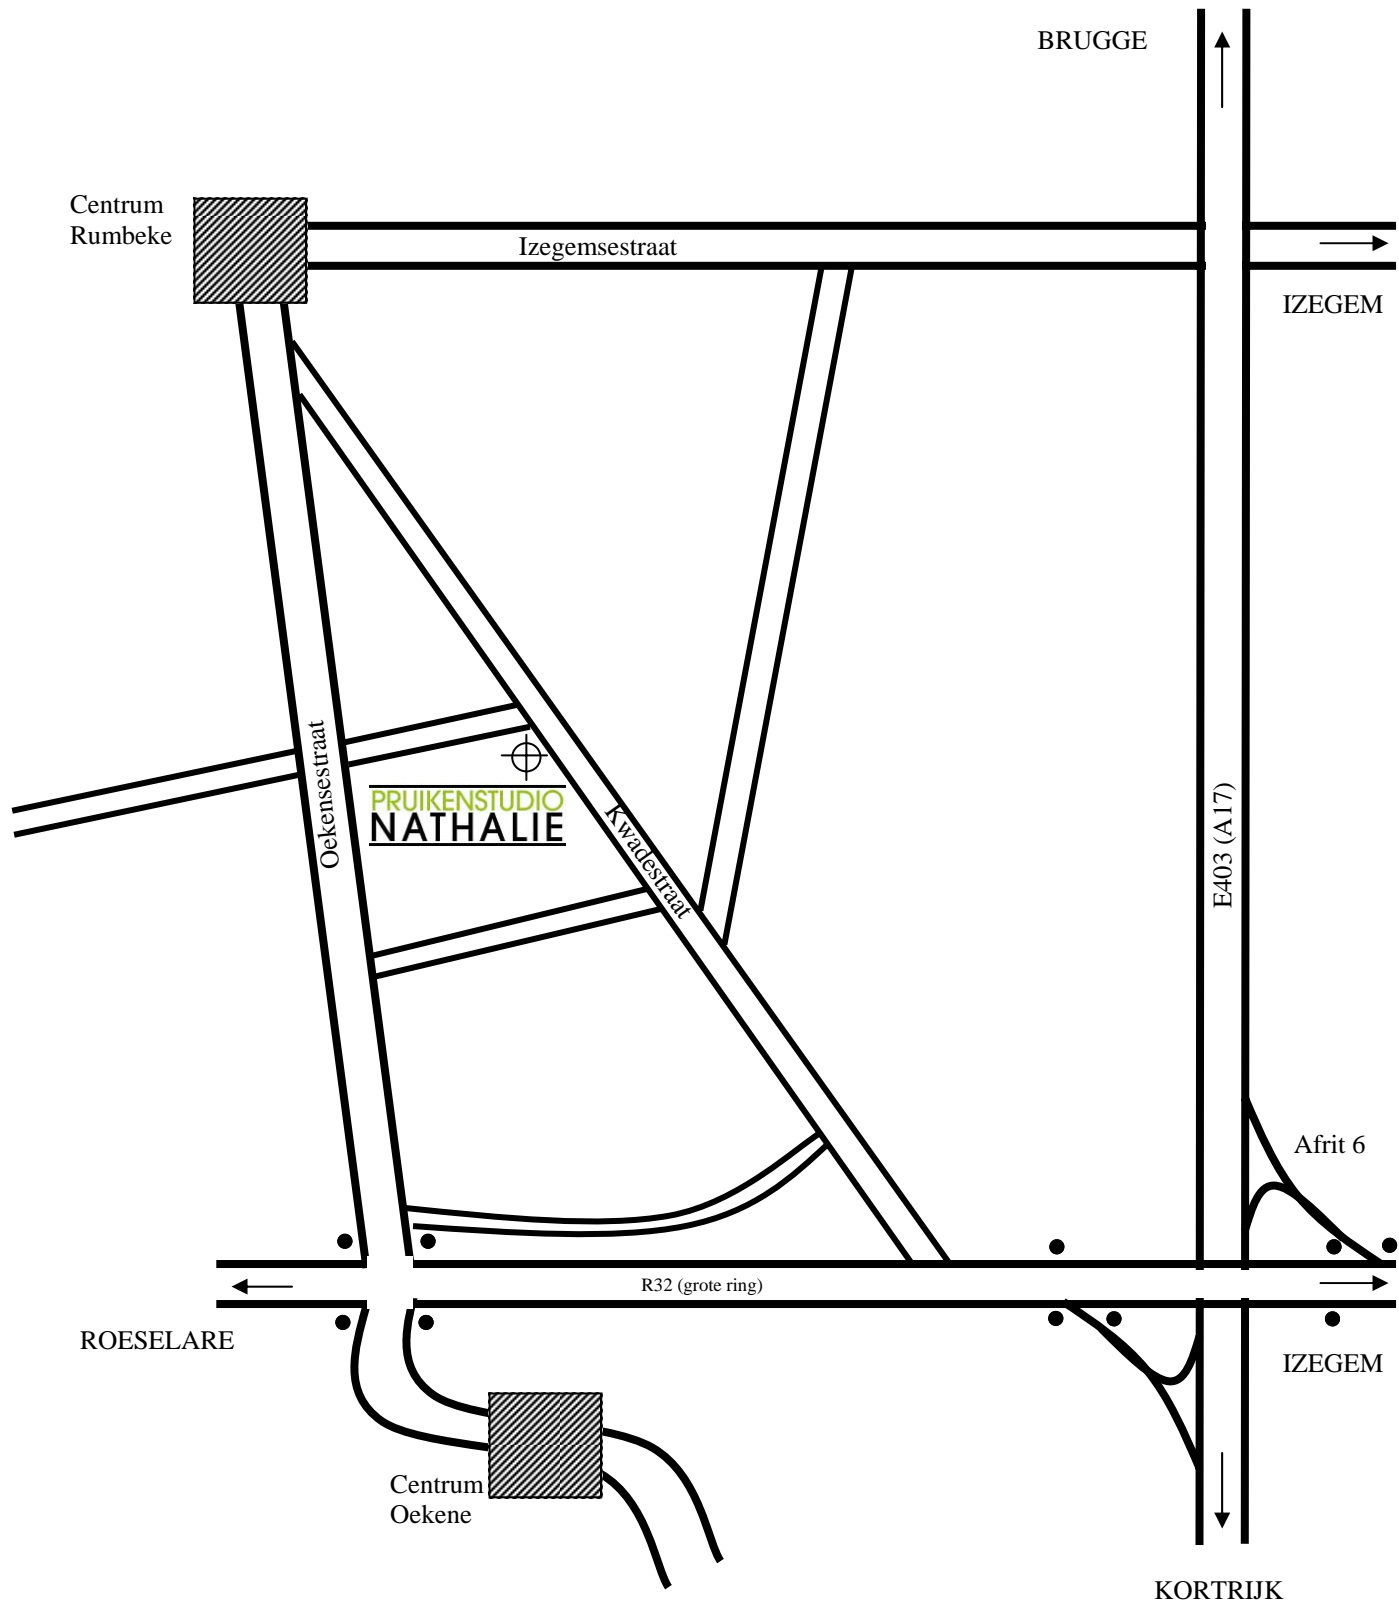 BRUGGE
Centrum
Rumbeke
Izegemsestraat
IZEGEM
Oekensestraat
PRUIKENSTUDIO
NATHALIE
Kwadestraat
E403 (A17)
Afrit 6
R32 (grote ring)
ROESELARE
IZEGEM
Centrum
Oekene
KORTRIJK